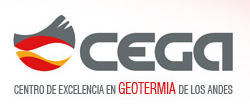 CEGA
CENTRO DE EXCELENCIA EN GEOTERMIA DE LOS ANDES